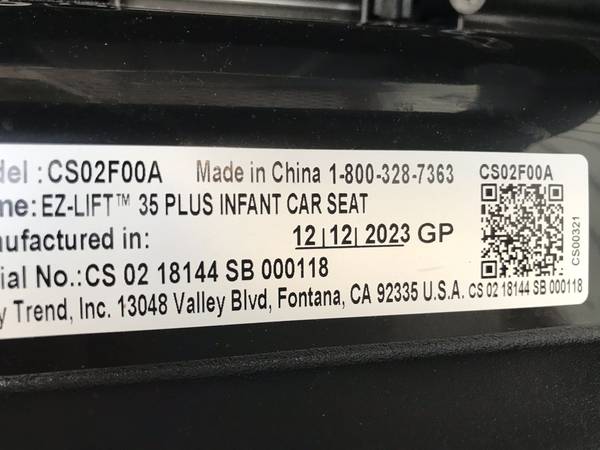 del : CS02F00A Made in China 1-800-328-7363 CS02F00A
me: EZ-LIFT™ 35 PLUS INFANT CAR SEAT
nufactured in: 12 | 12 | 2023 GP
ial No.: CS 02 18144 SB 000118
y Trend, Inc. 13048 Valley Blvd, Fontana, CA 92335 U.S.A. CS 02 18144 SB 000118
CS00321